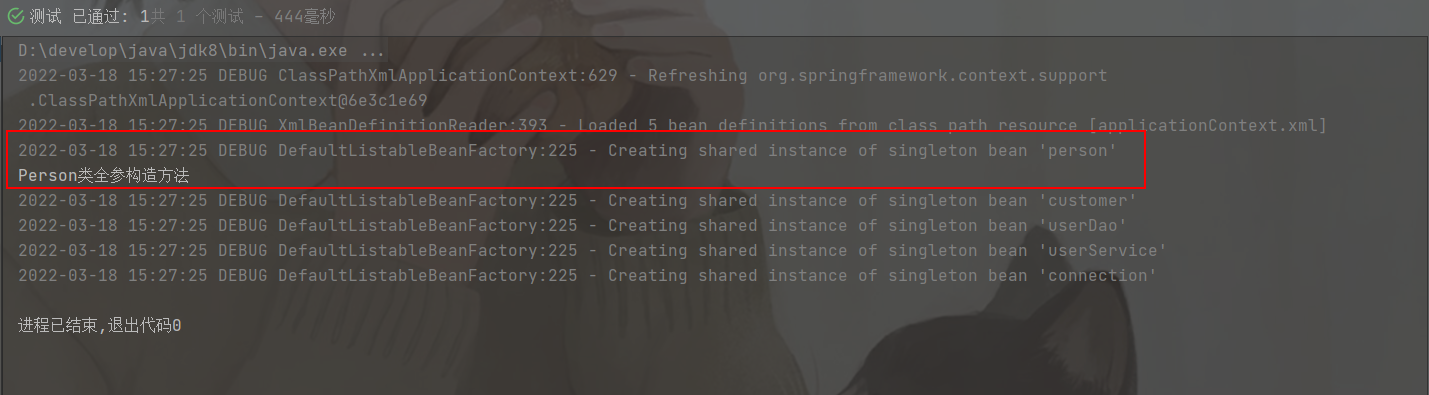 测试 已通过: 1共 1 个测试 – 444毫秒
D:\develop\java\jdk8\bin\java.exe ...
2022-03-18 15:27:25 DEBUG ClassPathXmlApplicationContext:629 - Refreshing org.springframework.context.support
.ClassPathXmlApplicationContext@6e3c1e69
2022-03-18 15:27:25 DEBUG XmlBeanDefinitionReader:393 - Loaded 5 bean definitions from class path resource [applicationContext.xml]
2022-03-18 15:27:25 DEBUG DefaultListableBeanFactory:225 - Creating shared instance of singleton bean 'person'
Person类全参构造方法
2022-03-18 15:27:25 DEBUG DefaultListableBeanFactory:225 - Creating shared instance of singleton bean 'customer'
2022-03-18 15:27:25 DEBUG DefaultListableBeanFactory:225 - Creating shared instance of singleton bean 'userDao'
2022-03-18 15:27:25 DEBUG DefaultListableBeanFactory:225 - Creating shared instance of singleton bean 'userService'
2022-03-18 15:27:25 DEBUG DefaultListableBeanFactory:225 - Creating shared instance of singleton bean 'connection'
进程已结束,退出代码0